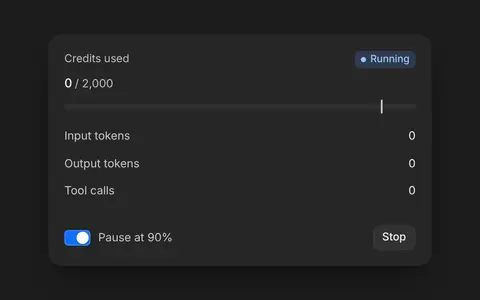 Credits used
Running
0 / 2,000
Input tokens 0
Output tokens 0
Tool calls 0
Pause at 90%
Stop